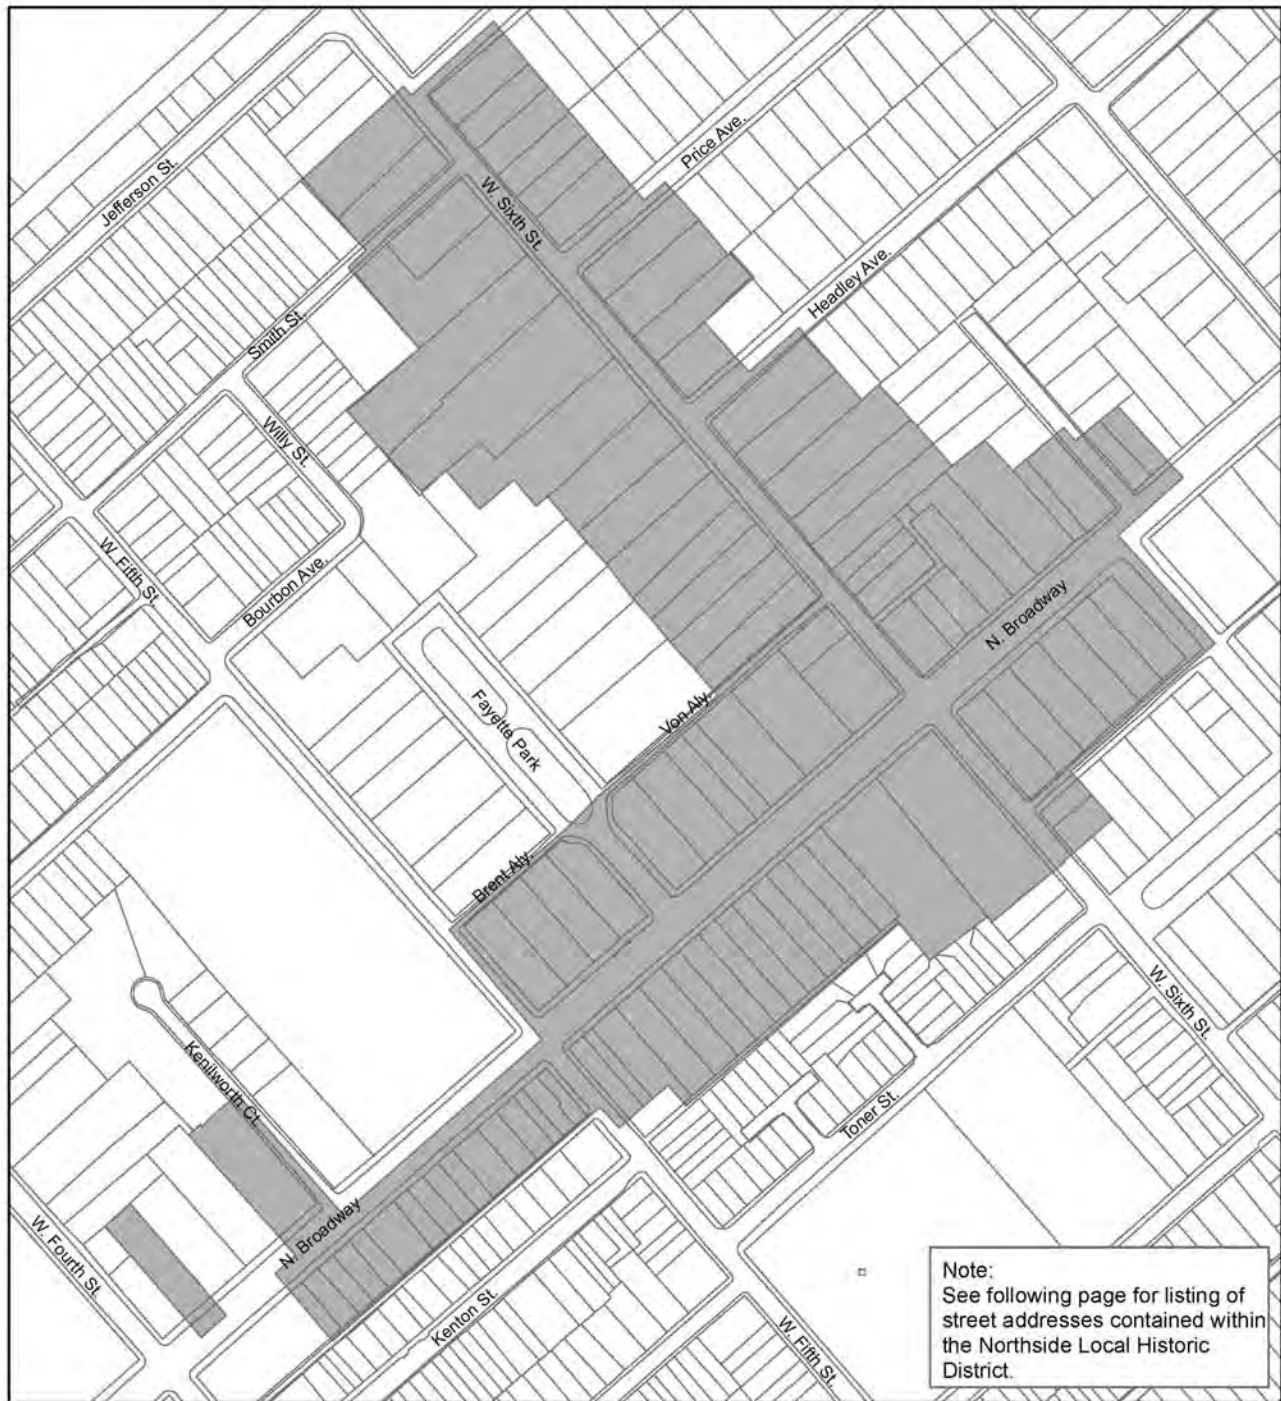 Jefferson St.
Price Ave.
W. Sixth St.
Headley Ave.
Smith St
Willy St.
W. Fifth St.
Bourbon Ave.
N. Broadway
Fayette Park
Von Aly.
Brent Aly.
W. Sixth St.
Kenilworth Ct.
Toner St.
N. Broadway
W. Fourth St.
Kenton St.
W. Fifth St.
Note:
See following page for listing of
street addresses contained within
the Northside Local Historic
District.